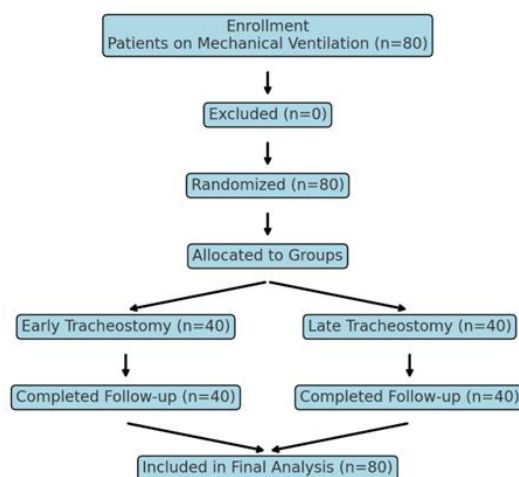 Enrollment
Patients on Mechanical Ventilation (n=80)
Excluded (n=0)
Randomized (n=80)
Allocated to Groups
Early Tracheostomy (n=40)
Late Tracheostomy (n=40)
Completed Follow-up (n=40)
Completed Follow-up (n=40)
Included in Final Analysis (n=80)